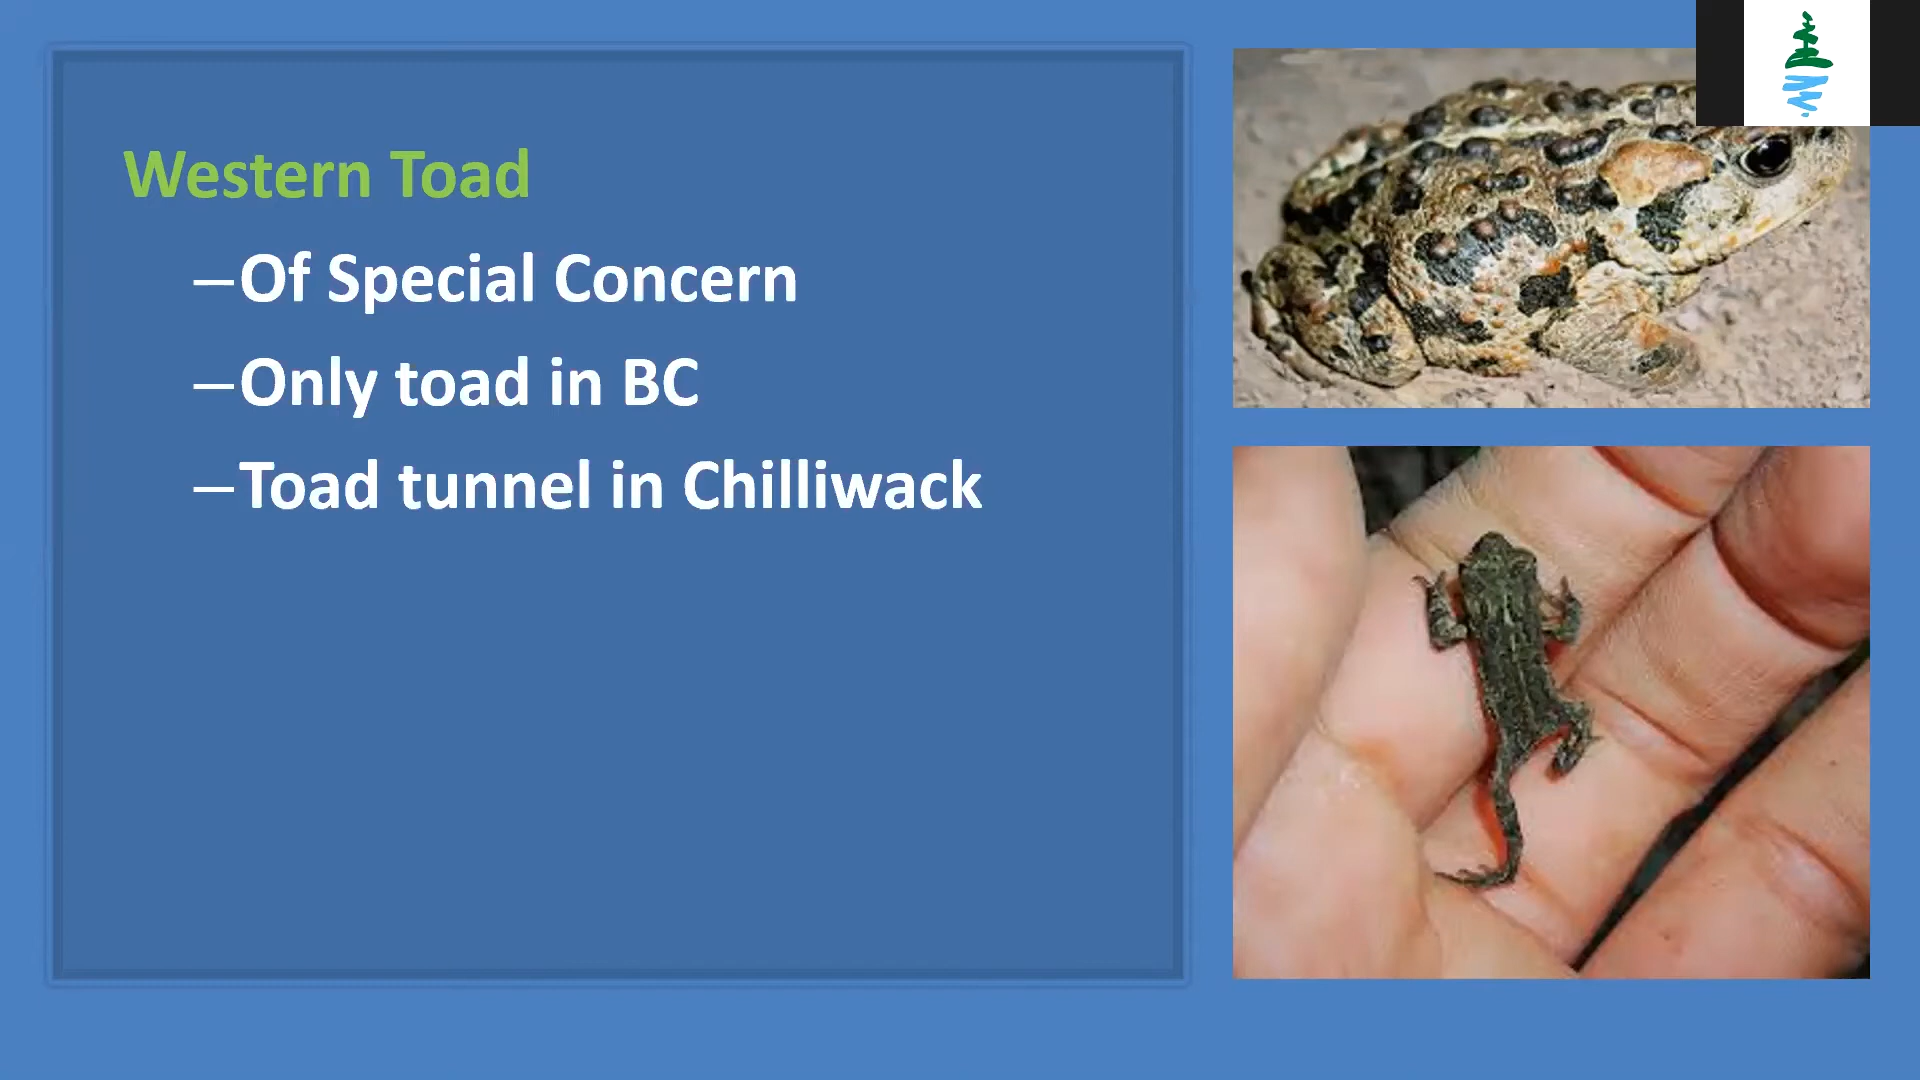 Western Toad
–Of Special Concern
–Only toad in BC
–Toad tunnel in Chilliwack